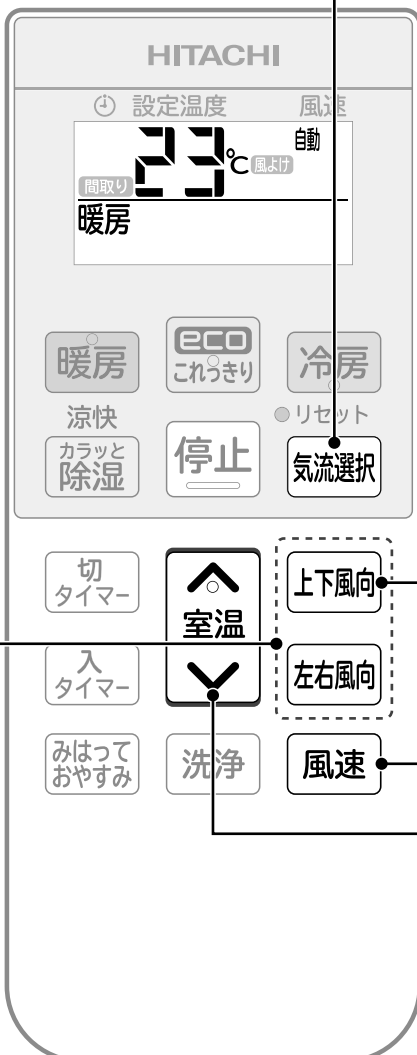 HITACHI
設定温度 風速
23℃ 風よけ 自動
間取り
暖房
暖房 eco これっきり 冷房
涼快 リセット
カラッと
除湿 停止 気流選択
切
タイマー 室温 上下風向
入
タイマー 左右風向
みはって
おやすみ 洗浄 風速